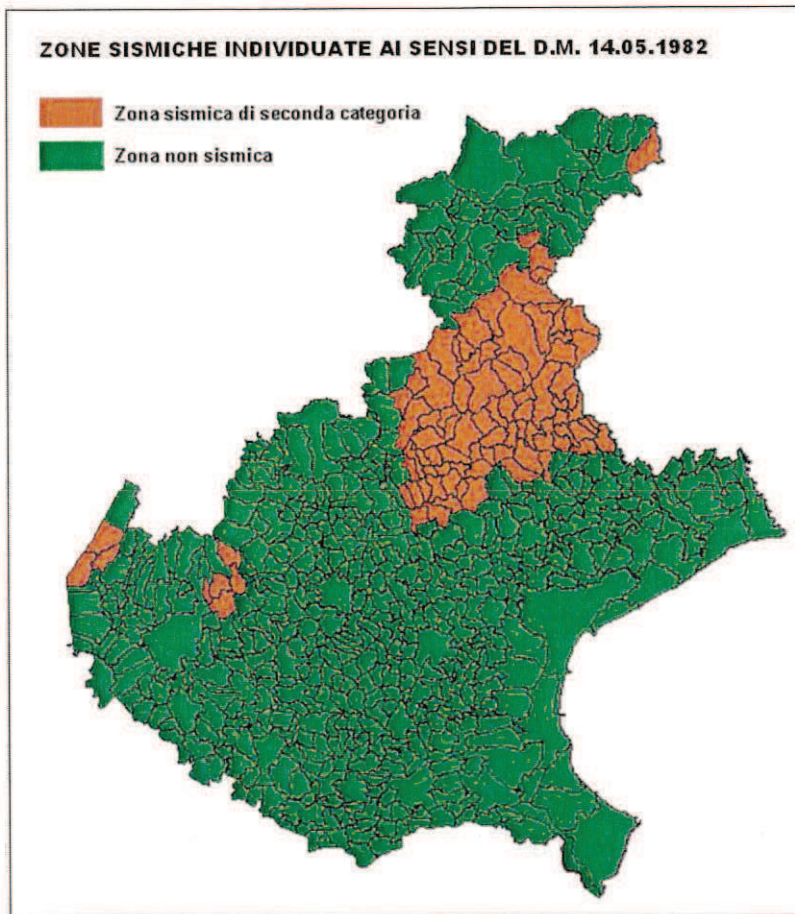 ZONE SISMICHE INDIVIDUATE AI SENSI DEL D.M. 14.05.1982
Zona sismica di seconda categoria
Zona non sismica